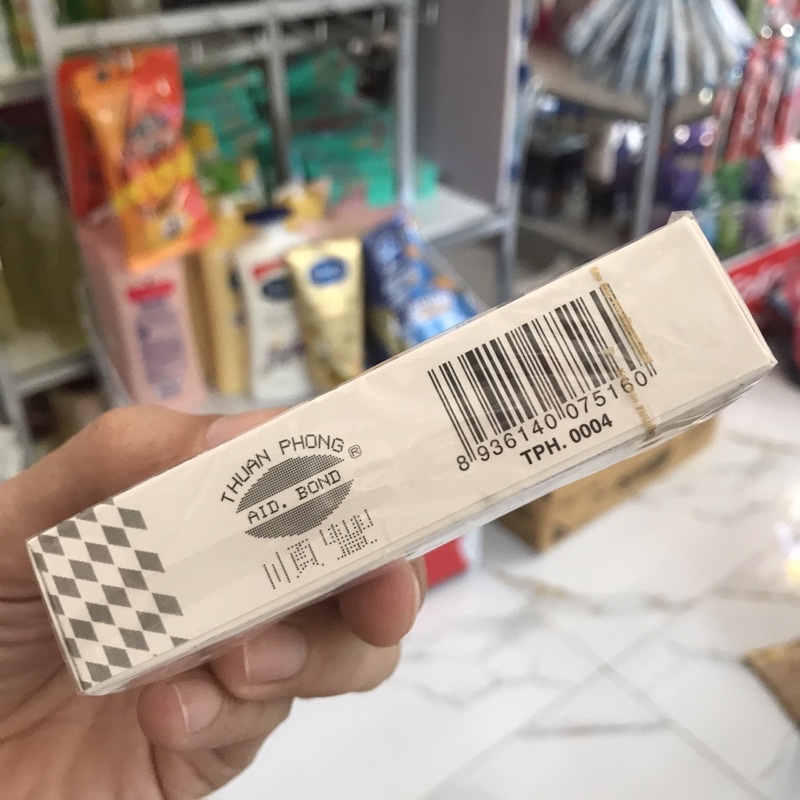 THUAN PHONG ®
AID. BOND
順豐
8 936140 075160
TPH. 0004